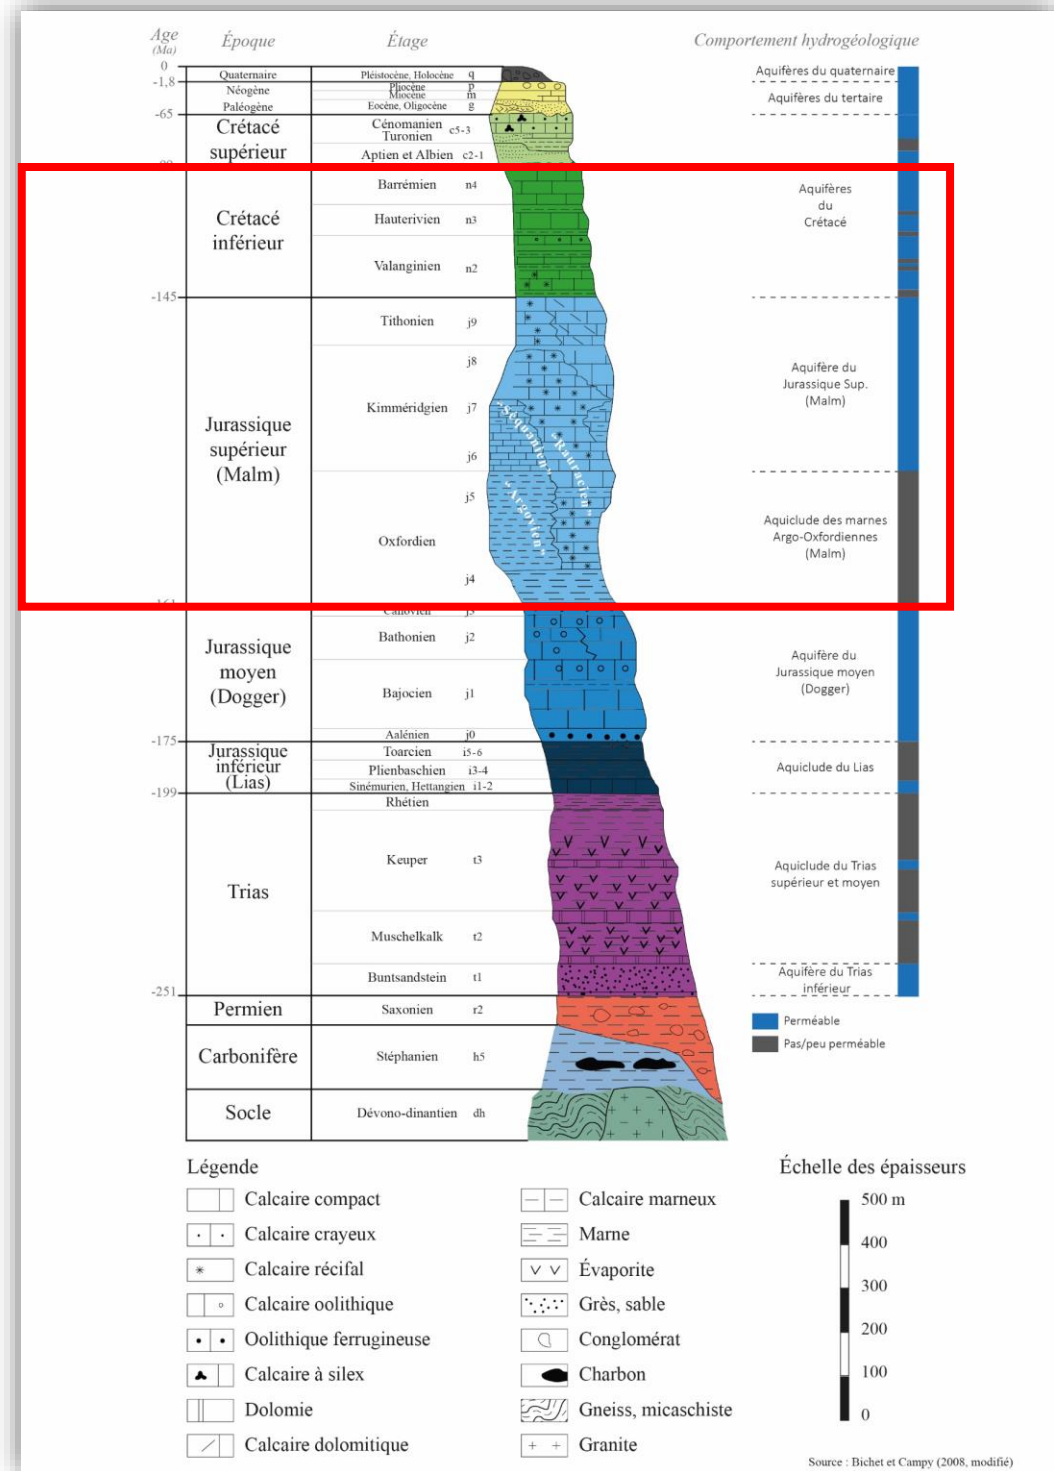 Age
(Ma)
Époque
Étage
Comportement hydrogéologique
0
Quaternaire
Pléistocène, Holocène q
Aquifères du quaternaire
-1,8
Néogène
Pliocène p
Miocène m
Aquifères du tertaire
Paléogène
Eocène, Oligocène g
-65
Crétacé
supérieur
Cénomanien
Turonien
c5-3
Aptien et Albien c2-1
Barrémien n4
Aquifères
du
Crétacé
Crétacé
inférieur
Hauterivien n3
Valanginien n2
-145
Tithonien j9
j8
Aquifère du
Jurassique Sup.
(Malm)
Kimméridgien j7
"Séquanien"
"Rauracien"
Jurassique
supérieur
(Malm)
j6
j5
"Argovien"
Aquiclude des marnes
Argo-Oxfordiennes
(Malm)
Oxfordien
j4
-161
Callovien j3
Bathonien j2
Jurassique
moyen
(Dogger)
Aquifère du
Jurassique moyen
(Dogger)
Bajocien j1
Aalénien j0
-175
Jurassique
inférieur
(Lias)
Toarcien i5-6
Plienbaschien i3-4
Aquiclude du Lias
Sinémurien, Hettangien i1-2
-199
Rhétien
Keuper t3
Aquiclude du Trias
supérieur et moyen
Trias
Muschelkalk t2
Buntsandstein t1
Aquifère du Trias
inférieur
-251
Permien
Saxonien r2
Perméable
Pas/peu perméable
Carbonifère
Stéphanien h5
Socle
Dévono-dinantien dh
Légende
Échelle des épaisseurs
Calcaire compact
Calcaire marneux
500 m
Calcaire crayeux
Marne
400
Calcaire récifal
Évaporite
300
Calcaire oolithique
Grès, sable
200
Oolithique ferrugineuse
Conglomérat
100
Calcaire à silex
Charbon
0
Dolomie
Gneiss, micaschiste
Calcaire dolomitique
Granite
Source : Bichet et Campy (2008, modifié)